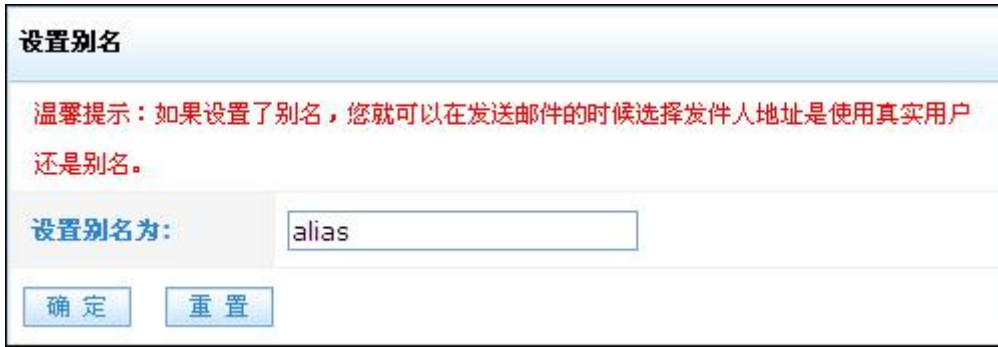 设置别名
温馨提示：如果设置了别名，您就可以在发送邮件的时候选择发件人地址是使用真实用户
还是别名。
设置别名为: alias
确 定 重 置